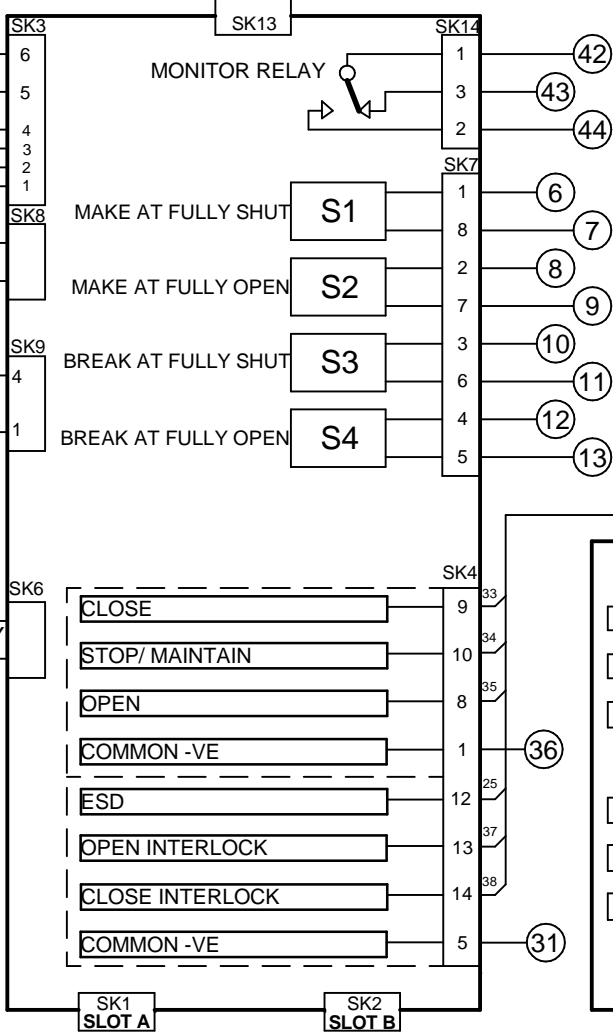 SK13
SK3
SK14
6
MONITOR RELAY
1
42
5
3
43
4
2
44
3
2
1
SK7
SK8
MAKE AT FULLY SHUT
S1
1
6
8
7
MAKE AT FULLY OPEN
S2
2
8
7
9
SK9
BREAK AT FULLY SHUT
S3
3
10
4
6
11
1
BREAK AT FULLY OPEN
S4
4
12
5
13
SK6
SK4
CLOSE
9
33
STOP/ MAINTAIN
10
34
OPEN
8
35
COMMON -VE
1
36
ESD
12
25
OPEN INTERLOCK
13
37
CLOSE INTERLOCK
14
38
COMMON -VE
5
31
SK1
SLOT A
SK2
SLOT B